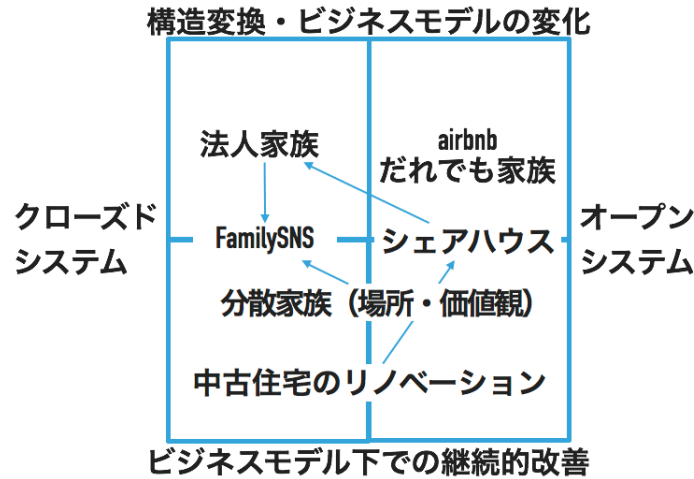 構造変換・ビジネスモデルの変化
法人家族
airbnb
だれでも家族
クローズド
システム
FamilySNS
シェアハウス
オープン
システム
分散家族（場所・価値観）
中古住宅のリノベーション
ビジネスモデル下での継続的改善